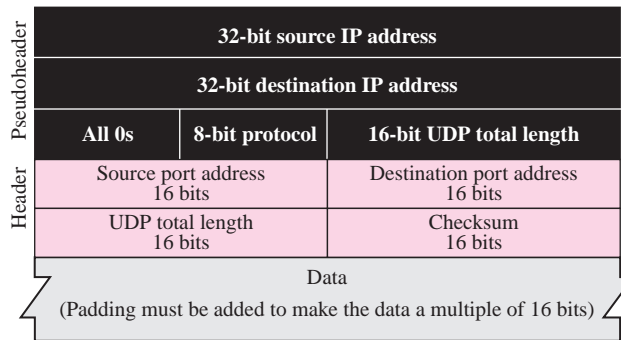 Pseudoheader
32-bit source IP address
32-bit destination IP address
All 0s
8-bit protocol
16-bit UDP total length
Header
Source port address
16 bits
Destination port address
16 bits
UDP total length
16 bits
Checksum
16 bits
Data
(Padding must be added to make the data a multiple of 16 bits)